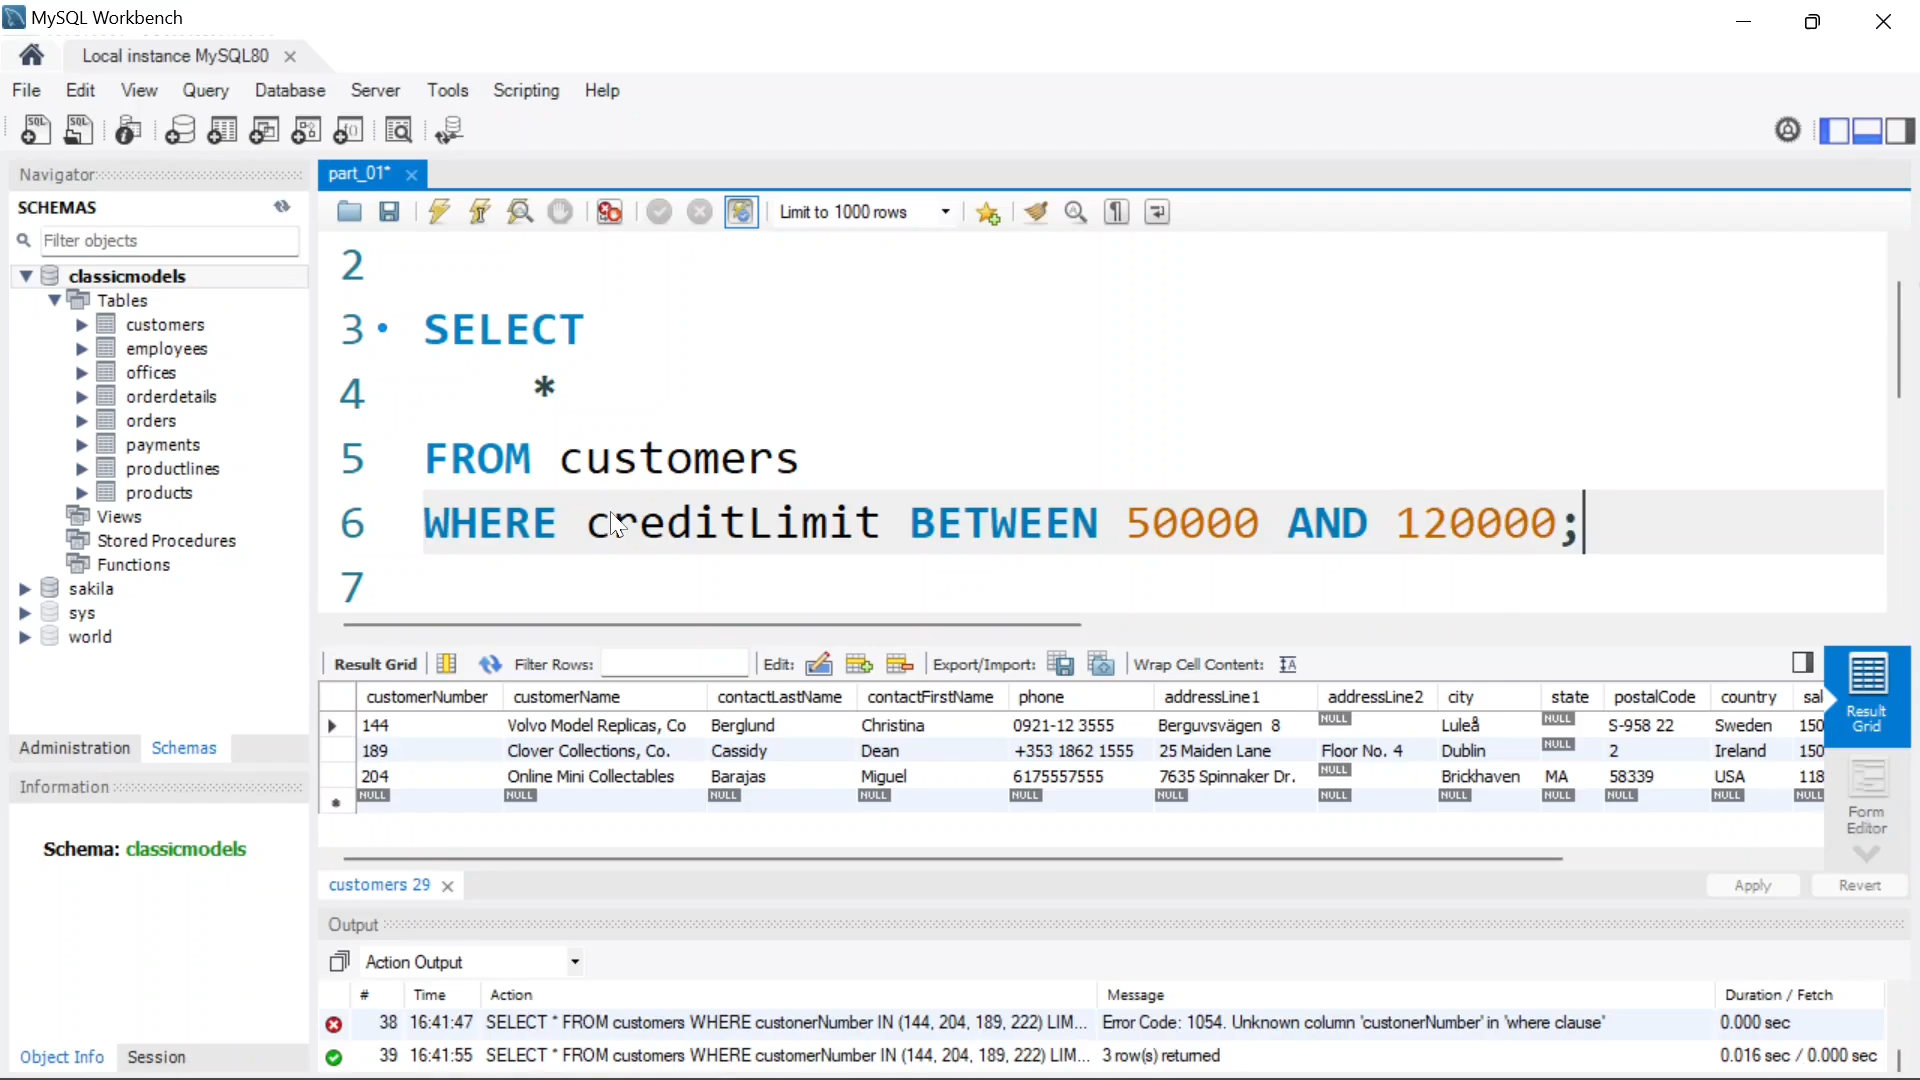 MySQL Workbench
Local instance MySQL80
File Edit View Query Database Server Tools Scripting Help
Navigator
SCHEMAS
Filter objects
classicmodels
Tables
customers
employees
offices
orderdetails
orders
payments
productlines
products
Views
Stored Procedures
Functions
sakila
sys
world
Administration Schemas
Information
Schema: classicmodels
Object Info Session
part_01*
Limit to 1000 rows
2
3 SELECT
4 *
5 FROM customers
6 WHERE creditLimit BETWEEN 50000 AND 120000;
7
Result Grid Filter Rows: Edit: Export/Import: Wrap Cell Content:
customerNumber customerName contactLastName contactFirstName phone addressLine1 addressLine2 city state postalCode country sal
144 Volvo Model Replicas, Co Berglund Christina 0921-12 3555 Berguvsvägen 8 NULL Luleå NULL S-958 22 Sweden 150
189 Clover Collections, Co. Cassidy Dean +353 1862 1555 25 Maiden Lane Floor No. 4 Dublin NULL 2 Ireland 150
204 Online Mini Collectables Barajas Miguel 6175557555 7635 Spinnaker Dr. NULL Brickhaven MA 58339 USA 118
NULL NULL NULL NULL NULL NULL NULL NULL NULL NULL NULL NULL
Result
Grid
Form
Editor
customers 29
Apply Revert
Output
Action Output
# Time Action Message Duration / Fetch
38 16:41:47 SELECT * FROM customers WHERE custonerNumber IN (144, 204, 189, 222) LIM... Error Code: 1054. Unknown column 'custonerNumber' in 'where clause' 0.000 sec
39 16:41:55 SELECT * FROM customers WHERE customerNumber IN (144, 204, 189, 222) LIM... 3 row(s) returned 0.016 sec / 0.000 sec